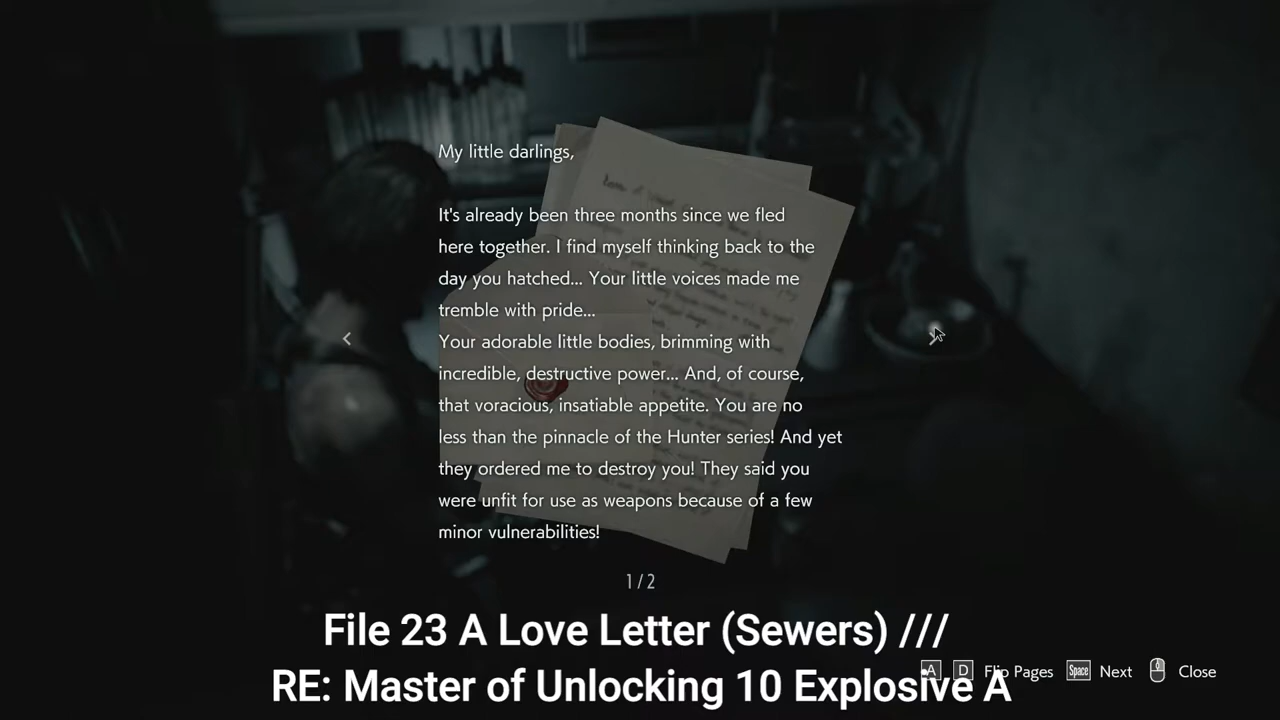 My little darlings,
It's already been three months since we fled
here together. I find myself thinking back to the
day you hatched... Your little voices made me
tremble with pride...
Your adorable little bodies, brimming with
incredible, destructive power... And, of course,
that voracious, insatiable appetite. You are no
less than the pinnacle of the Hunter series! And yet
they ordered me to destroy you! They said you
were unfit for use as weapons because of a few
minor vulnerabilities!
1 / 2
File 23 A Love Letter (Sewers) ///
A D Flip Pages Space Next Close
RE: Master of Unlocking 10 Explosive A